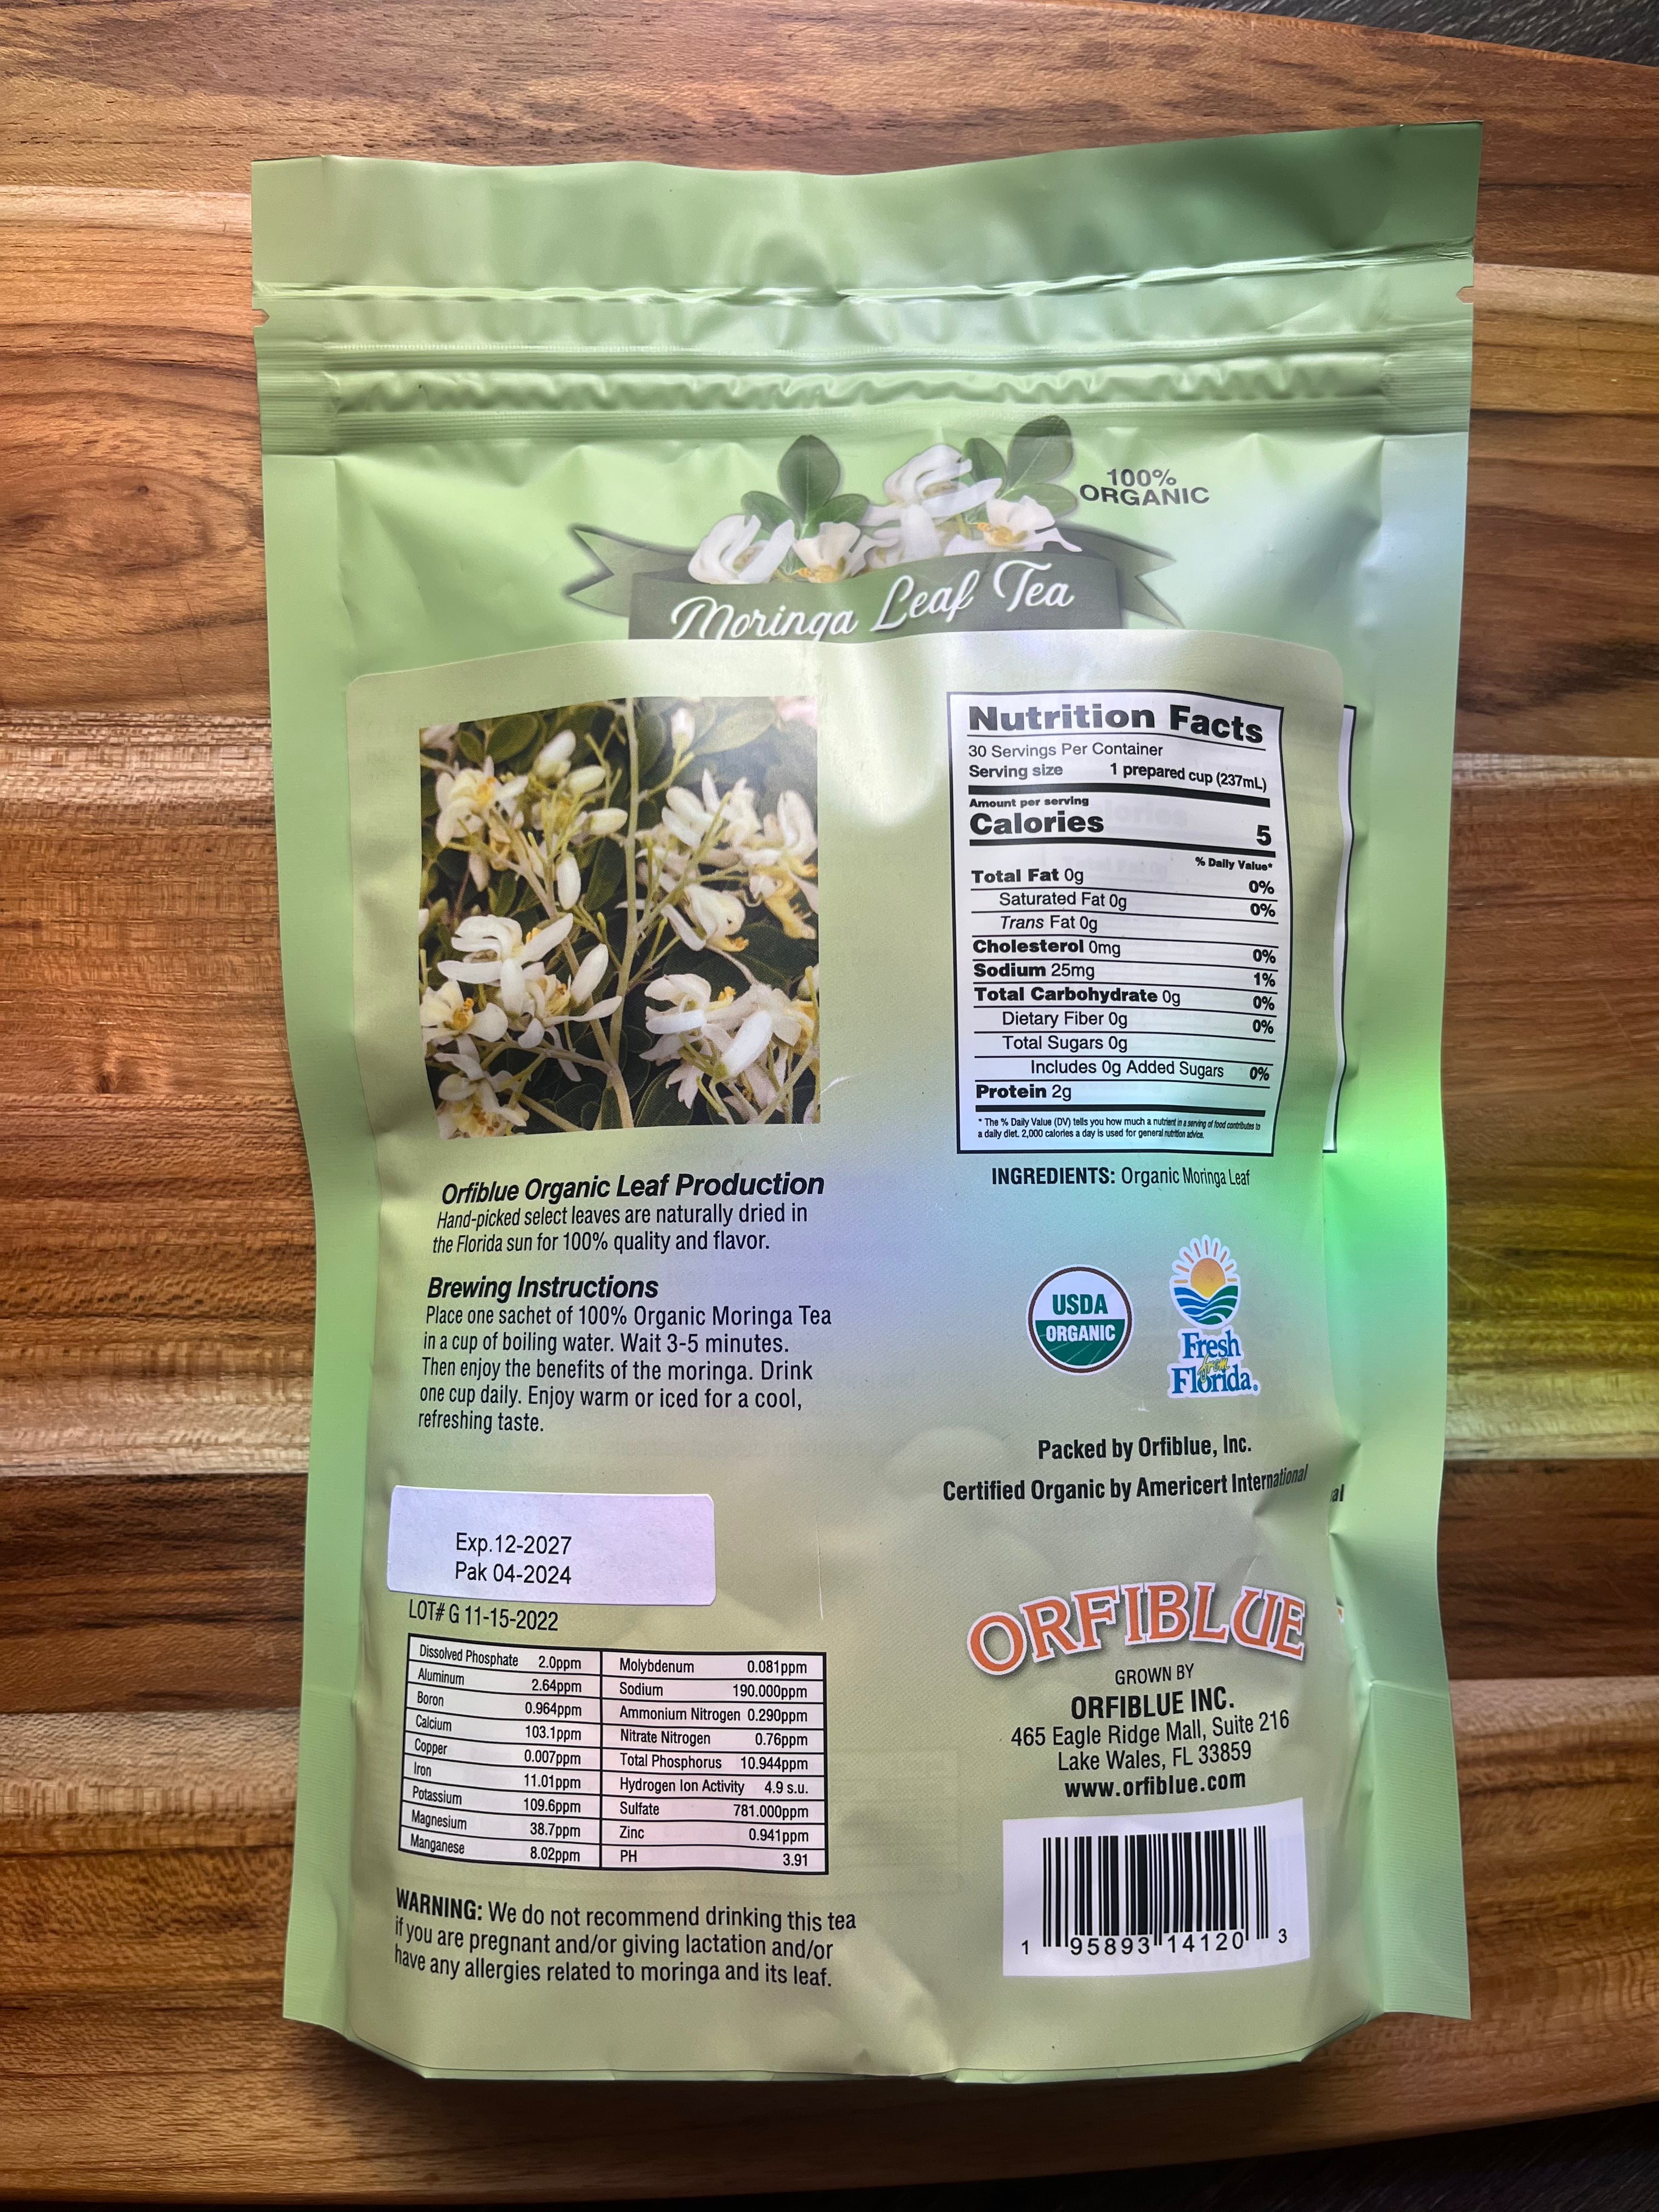 100%
ORGANIC
Moringa Leaf Tea
Nutrition Facts
30 Servings Per Container
Serving size 1 prepared cup (237mL)
Amount per serving
Calories 5
% Daily Value*
Total Fat 0g 0%
Saturated Fat 0g 0%
Trans Fat 0g
Cholesterol 0mg 0%
Sodium 25mg 1%
Total Carbohydrate 0g 0%
Dietary Fiber 0g 0%
Total Sugars 0g
Includes 0g Added Sugars 0%
Protein 2g
* The % Daily Value (DV) tells you how much a nutrient in a serving of food contributes to
a daily diet. 2,000 calories a day is used for general nutrition advice.
INGREDIENTS: Organic Moringa Leaf
Orfiblue Organic Leaf Production
Hand-picked select leaves are naturally dried in
the Florida sun for 100% quality and flavor.
Brewing Instructions
Place one sachet of 100% Organic Moringa Tea
in a cup of boiling water. Wait 3-5 minutes.
Then enjoy the benefits of the moringa. Drink
one cup daily. Enjoy warm or iced for a cool,
refreshing taste.
USDA
ORGANIC
Fresh
from
Florida.
Packed by Orfiblue, Inc.
Certified Organic by Americert International
al
Exp.12-2027
Pak 04-2024
LOT# G 11-15-2022
Dissolved Phosphate 2.0ppm
Aluminum 2.64ppm
Boron 0.964ppm
Calcium 103.1ppm
Copper 0.007ppm
Iron 11.01ppm
Potassium 109.6ppm
Magnesium 38.7ppm
Manganese 8.02ppm
Molybdenum 0.081ppm
Sodium 190.000ppm
Ammonium Nitrogen 0.290ppm
Nitrate Nitrogen 0.76ppm
Total Phosphorus 10.944ppm
Hydrogen Ion Activity 4.9 s.u.
Sulfate 781.000ppm
Zinc 0.941ppm
PH 3.91
WARNING: We do not recommend drinking this tea
if you are pregnant and/or giving lactation and/or
have any allergies related to moringa and its leaf.
ORFIBLUE
GROWN BY
ORFIBLUE INC.
465 Eagle Ridge Mall, Suite 216
Lake Wales, FL 33859
www.orfiblue.com
1 95893 14120 3